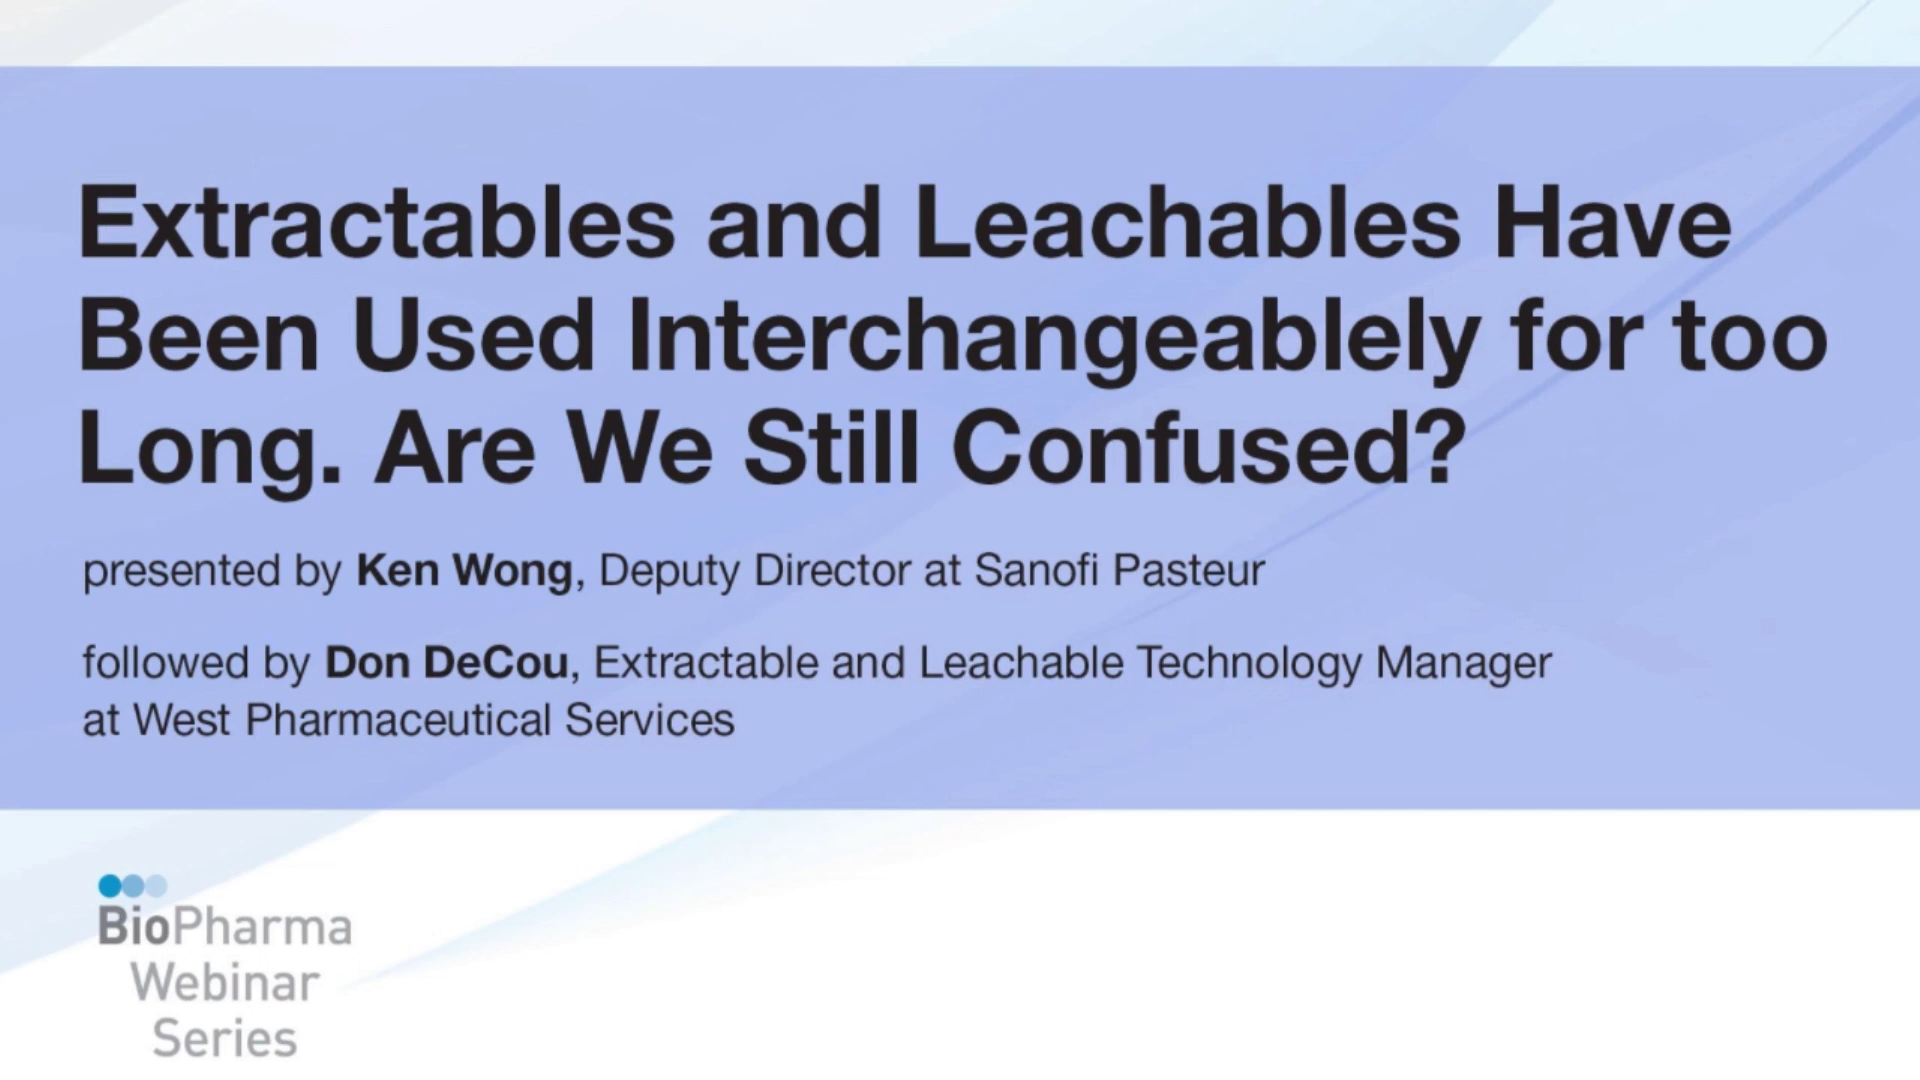 Extractables and Leachables Have
Been Used Interchangeablely for too
Long. Are We Still Confused?
presented by Ken Wong, Deputy Director at Sanofi Pasteur
followed by Don DeCou, Extractable and Leachable Technology Manager
at West Pharmaceutical Services
BioPharma
Webinar
Series